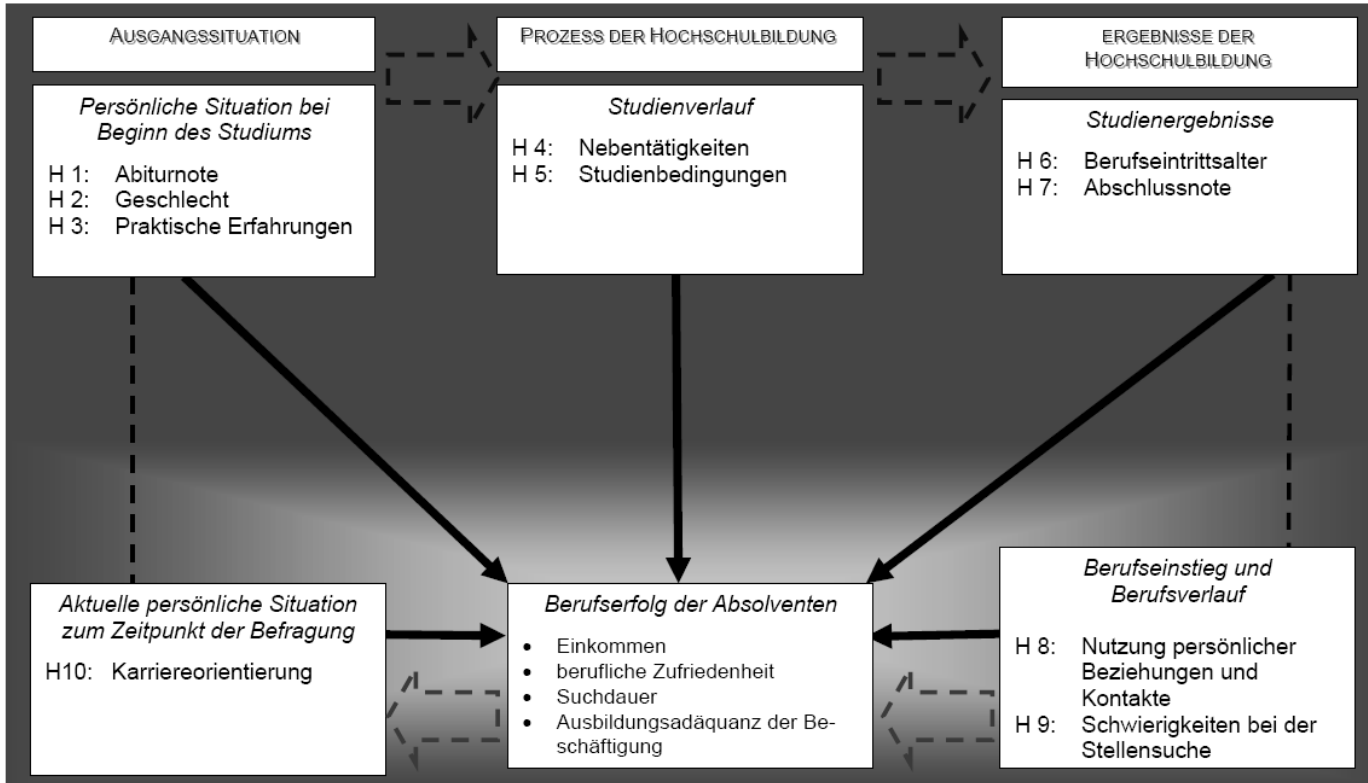 AUSGANGSSITUATION
Persönliche Situation bei
Beginn des Studiums
H 1: Abiturnote
H 2: Geschlecht
H 3: Praktische Erfahrungen
PROZESS DER HOCHSCHULBILDUNG
Studienverlauf
H 4: Nebentätigkeiten
H 5: Studienbedingungen
ERGEBNISSE DER
HOCHSCHULBILDUNG
Studienergebnisse
H 6: Berufseintrittsalter
H 7: Abschlussnote
Aktuelle persönliche Situation
zum Zeitpunkt der Befragung
H10: Karriereorientierung
Berufserfolg der Absolventen
• Einkommen
• berufliche Zufriedenheit
• Suchdauer
• Ausbildungsadäquanz der Be-
schäftigung
Berufseinstieg und
Berufsverlauf
H 8: Nutzung persönlicher
Beziehungen und
Kontakte
H 9: Schwierigkeiten bei der
Stellensuche